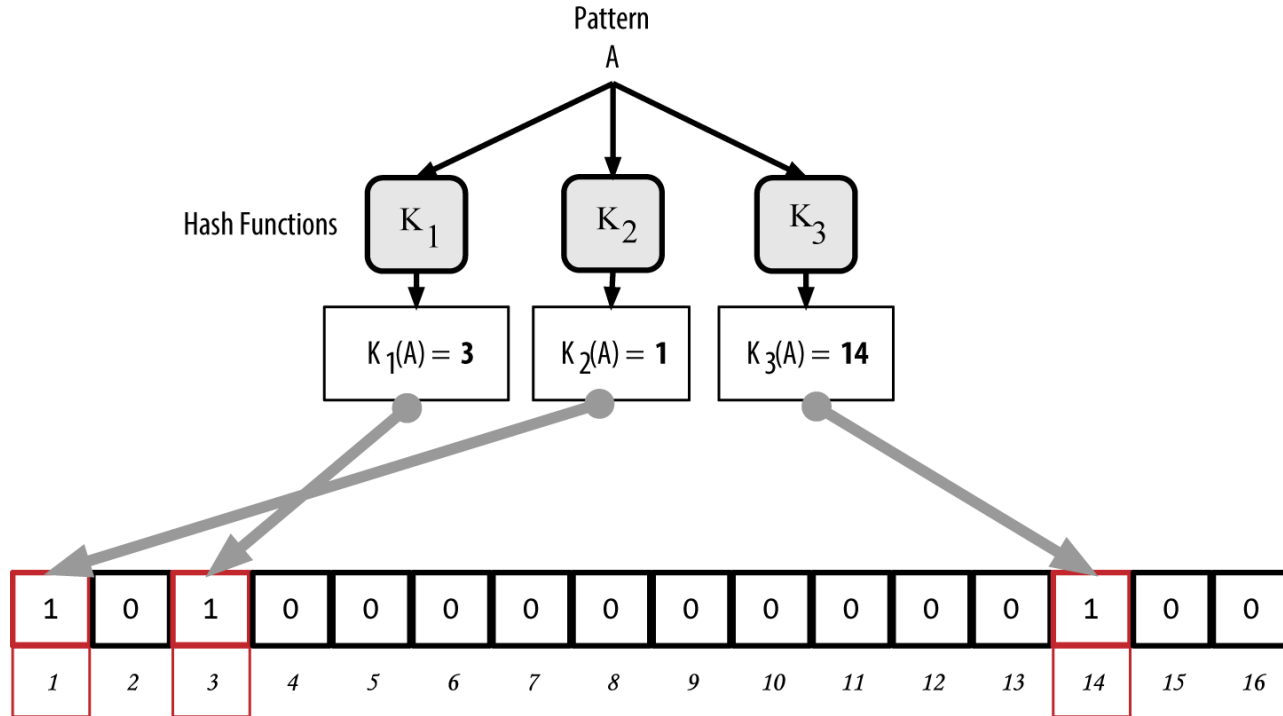 Pattern
A
Hash Functions
K1
K2
K3
K1(A) = 3
K2(A) = 1
K3(A) = 14
1 0 1 0 0 0 0 0 0 0 0 0 0 1 0 0
1 2 3 4 5 6 7 8 9 10 11 12 13 14 15 16